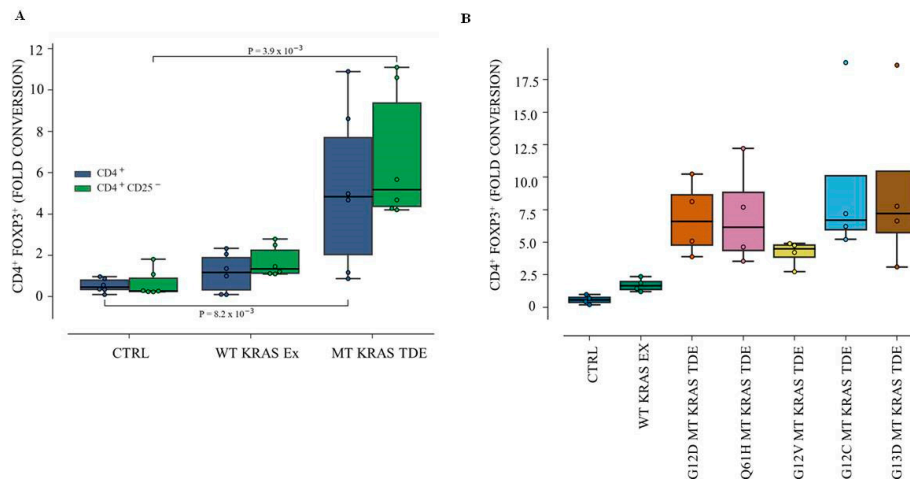 A
CD4+ FOXP3+ (FOLD CONVERSION)
12
10
8
6
4
2
0
P = 3.9 x 10−3
CD4+
CD4+ CD25−
P = 8.2 x 10−3
CTRL WT KRAS Ex MT KRAS TDE
B
CD4+ FOXP3+ (FOLD CONVERSION)
17.5
15.0
12.5
10.0
7.5
5.0
2.5
0
CTRL
WT KRAS EX
G12D MT KRAS TDE
Q61H MT KRAS TDE
G12V MT KRAS TDE
G12C MT KRAS TDE
G13D MT KRAS TDE